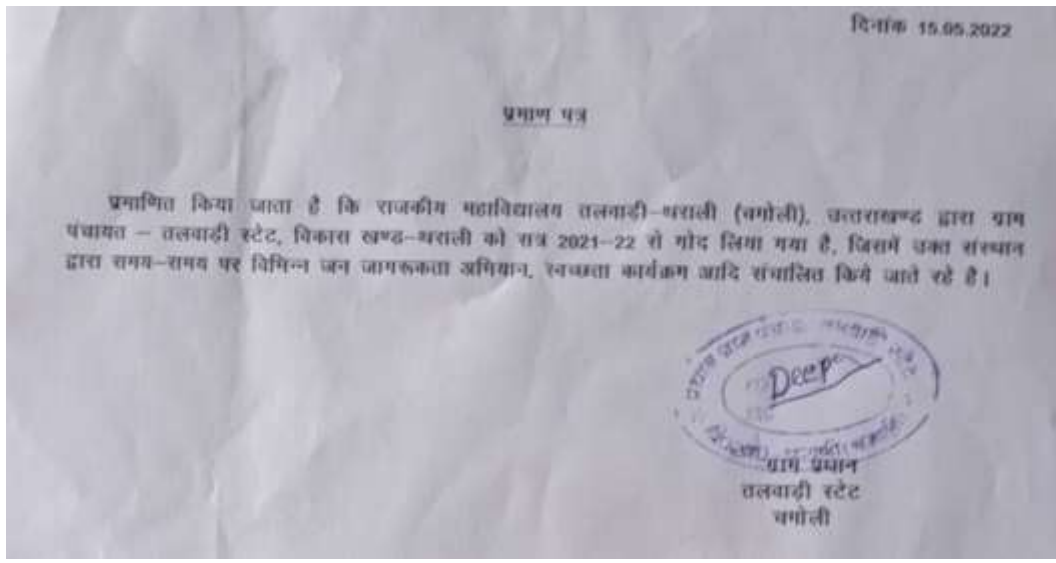 दिनांक 15.05.2022
प्रमाण पत्र
प्रमाणित किया जाता है कि राजकीय महाविद्यालय तलवाडी–थराली (चमोली), उत्तराखण्ड द्वारा ग्राम
पंचायत – तलवाडी स्टेट, विकास खण्ड–थराली को सत्र 2021–22 से गोद लिया गया है, जिसमें उक्त संस्थान
द्वारा समय–समय पर विभिन्न जन जागरूकता अभियान, स्वच्छता कार्यक्रम आदि संचालित किये जाते रहे है।
Deep
ग्राम प्रधान
तलवाढ़ी स्टेट
चमोली